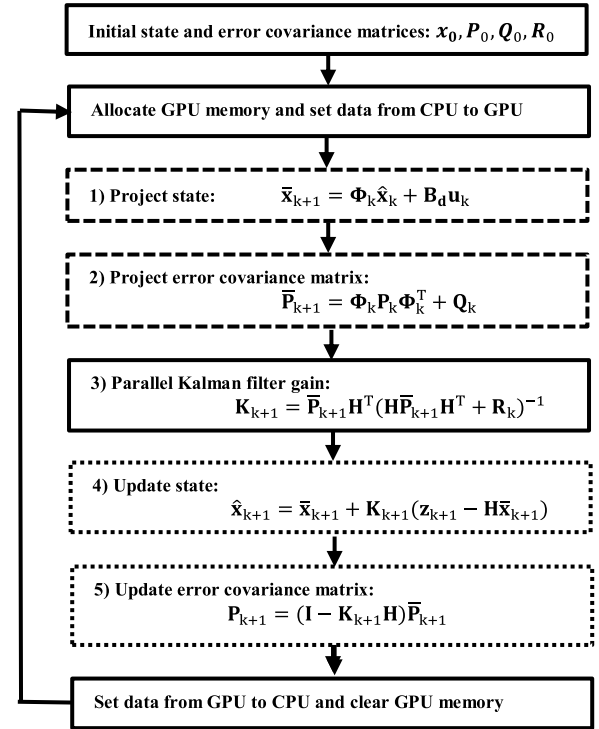 Initial state and error covariance matrices: 𝒙₀, P₀, Q₀, R₀
Allocate GPU memory and set data from CPU to GPU
1) Project state: x̅ₖ₊₁ = Φₖx̂ₖ + B_d uₖ
2) Project error covariance matrix:
P̅ₖ₊₁ = ΦₖPₖΦₖᵀ + Qₖ
3) Parallel Kalman filter gain:
Kₖ₊₁ = P̅ₖ₊₁Hᵀ(HP̅ₖ₊₁Hᵀ + Rₖ)⁻¹
4) Update state:
x̂ₖ₊₁ = x̅ₖ₊₁ + Kₖ₊₁(zₖ₊₁ − Hx̅ₖ₊₁)
5) Update error covariance matrix:
Pₖ₊₁ = (I − Kₖ₊₁H)P̅ₖ₊₁
Set data from GPU to CPU and clear GPU memory